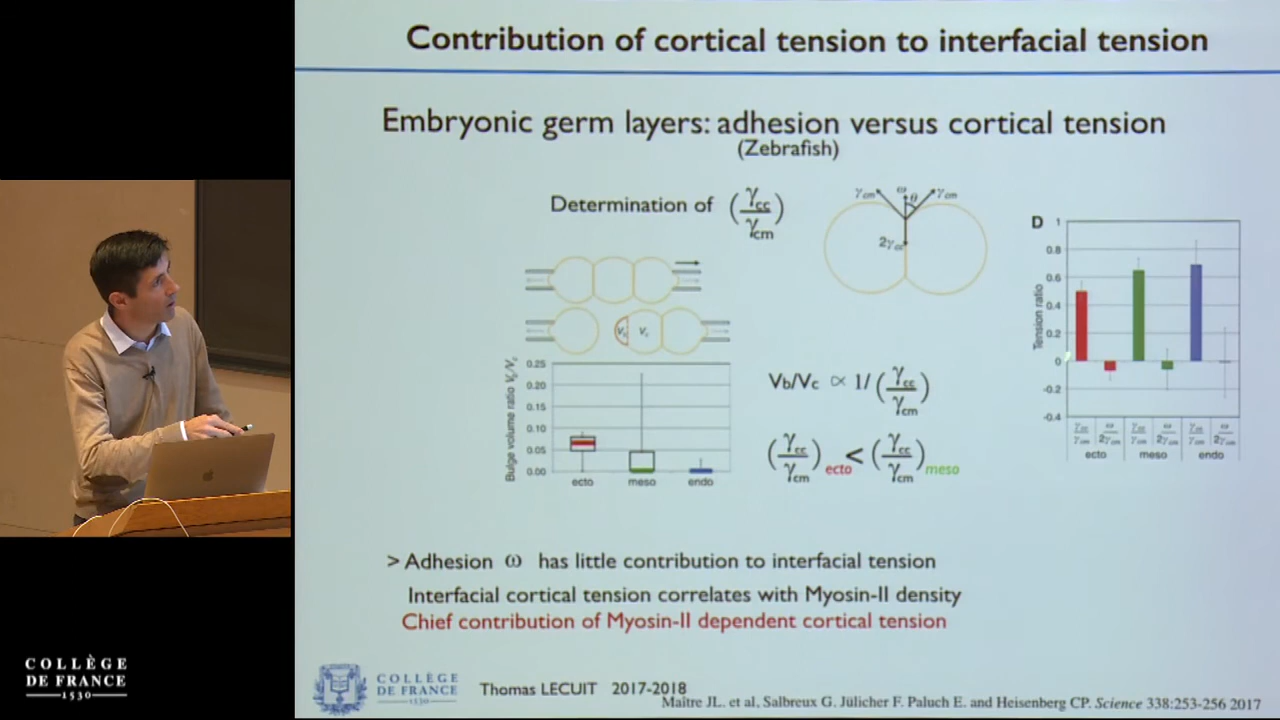 Contribution of cortical tension to interfacial tension
Embryonic germ layers: adhesion versus cortical tension
(Zebrafish)
Determination of (γcc/γcm)
γcm ω θ γcm
2γcc
D
1
0.8
0.6
0.4
0.2
0
-0.2
-0.4
Tension ratio
ecto meso endo
Vb Vc
Bulge volume ratio Vb/Vc
0.25
0.20
0.15
0.10
0.05
0.00
ecto meso endo
Vb/Vc ∝ 1/(γcc/γcm)
(γcc/γcm)ecto < (γcc/γcm)meso
> Adhesion ω has little contribution to interfacial tension
Interfacial cortical tension correlates with Myosin-II density
Chief contribution of Myosin-II dependent cortical tension
COLLÈGE
DE FRANCE
1530
COLLÈGE
DE FRANCE
1530
Thomas LECUIT 2017-2018
Maître JL. et al, Salbreux G. Jülicher F. Paluch E. and Heisenberg CP. Science 338:253-256 2017